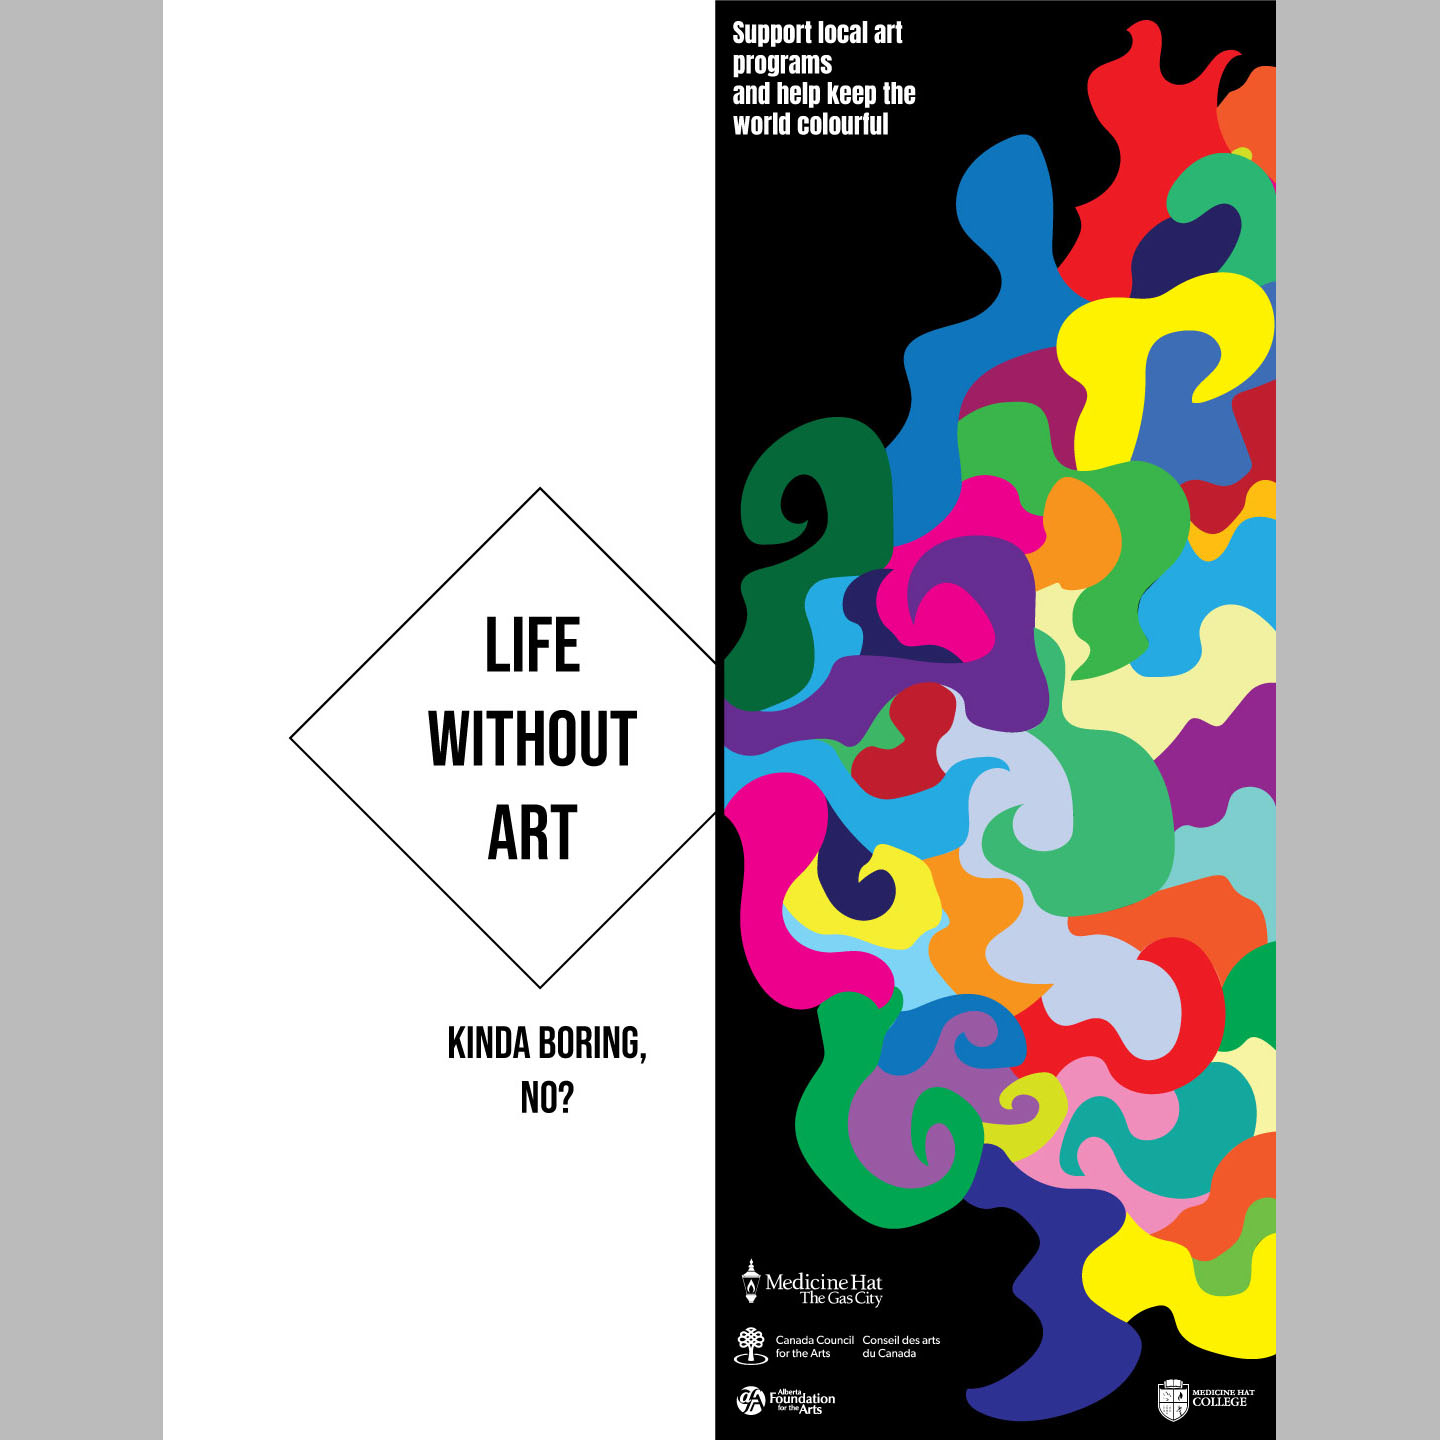 LIFE
WITHOUT
ART
KINDA BORING,
NO?
Support local art
programs
and help keep the
world colourful
Medicine Hat
The Gas City
Canada Council
for the Arts
Conseil des arts
du Canada
afA
Alberta
Foundation
for the Arts
MEDICINE HAT
COLLEGE